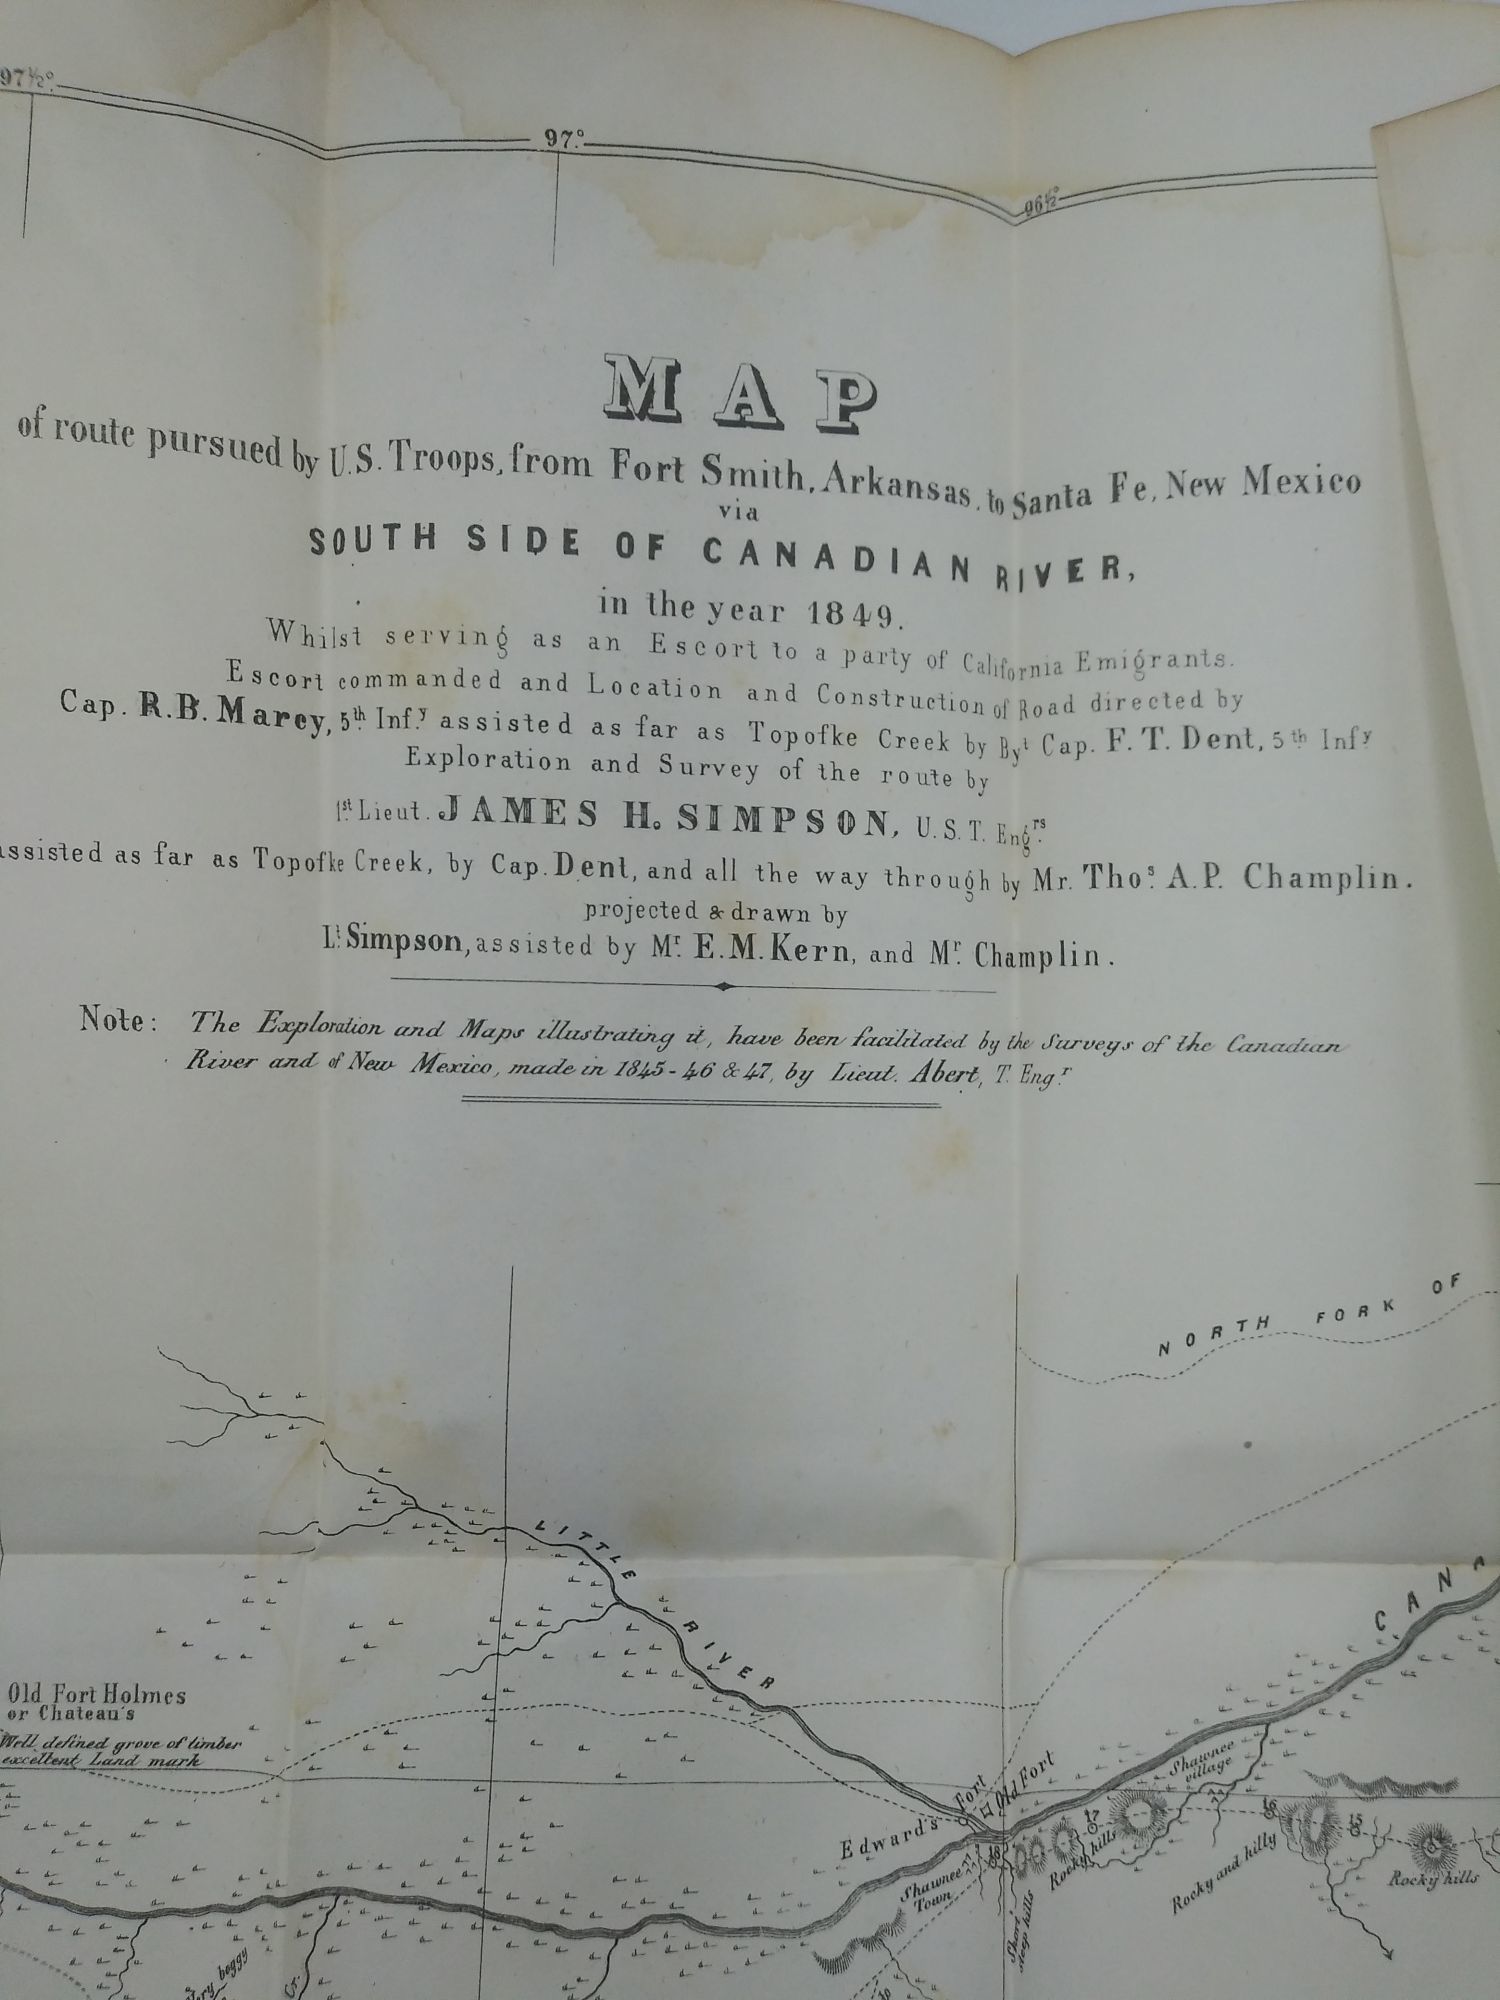 97½°
97°
96½°
MAP
of route pursued by U.S. Troops, from Fort Smith, Arkansas, to Santa Fe, New Mexico
via
SOUTH SIDE OF CANADIAN RIVER,
in the year 1849.
Whilst serving as an Escort to a party of California Emigrants.
Escort commanded and Location and Construction of Road directed by
Cap. R.B. Marcy, 5th Inf.y assisted as far as Topofke Creek by Byt Cap. F. T. Dent, 5th Infy
Exploration and Survey of the route by
1st Lieut. JAMES H. SIMPSON, U.S.T. Engrs.
assisted as far as Topofke Creek, by Cap. Dent, and all the way through by Mr. Thos. A.P. Champlin.
projected & drawn by
Lt. Simpson, assisted by Mr. E.M. Kern, and Mr. Champlin.
Note: The Exploration and Maps illustrating it, have been facilitated by the Surveys of the Canadian
River and of New Mexico, made in 1845-46 & 47, by Lieut. Abert, T. Engr.
NORTH FORK OF
LITTLE RIVER
CANA
Old Fort Holmes
or Chateau's
Well defined grove of timber
excellent Land mark
Edward's Fort
Old Fort
Shawnee
village
17
16
15
18
Rocky hills
Rocky and hilly
Rocky hills
Shawnee
Town
Short
steep hills
boggy
Cr.